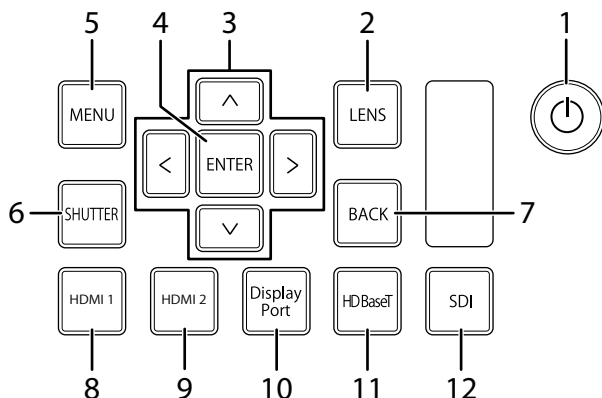 5 4 3 2 1
MENU
LENS
ENTER
SHUTTER
BACK
6
7
HDMI 1
HDMI 2
Display
Port
HDBaseT
SDI
8 9 10 11 12